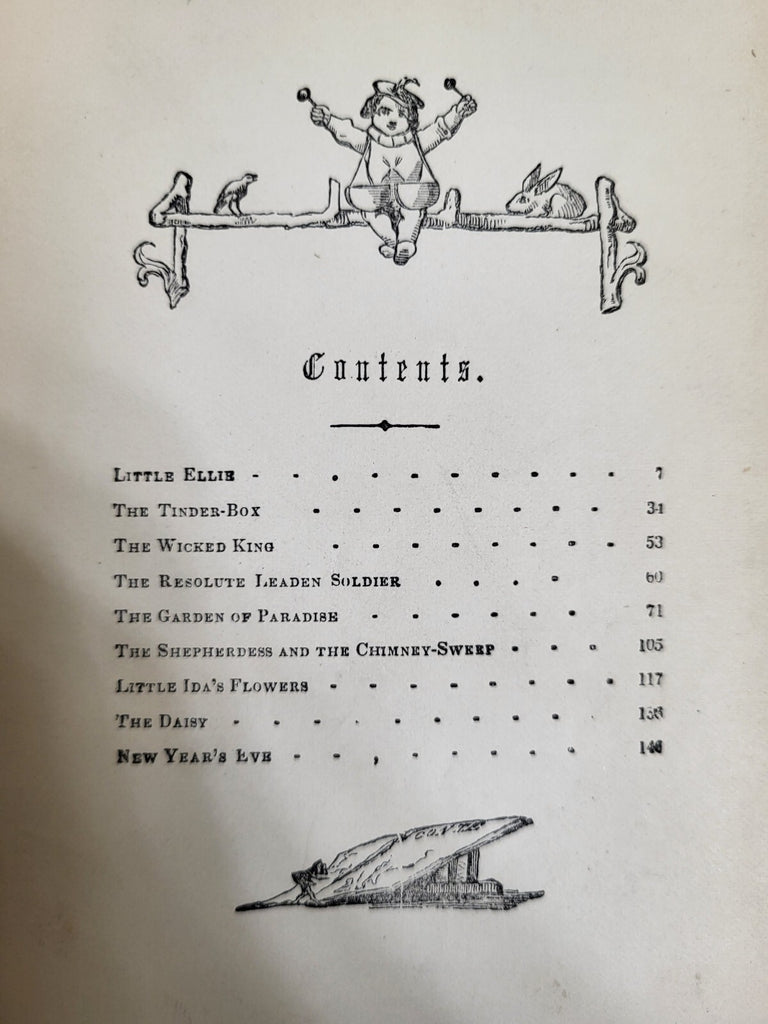 Contents.
LITTLE ELLIE - - . - - - - - - - 7
THE TINDER-BOX - - - - - - - - 34
THE WICKED KING - - - - - - - - 53
THE RESOLUTE LEADEN SOLDIER - - - - 60
THE GARDEN OF PARADISE - - - - - - 71
THE SHEPHERDESS AND THE CHIMNEY-SWEEP - - - 105
LITTLE IDA'S FLOWERS - - - - - - - - 117
THE DAISY - - - - - - - - -
NEW YEAR'S EVE - - , - - - - - 146